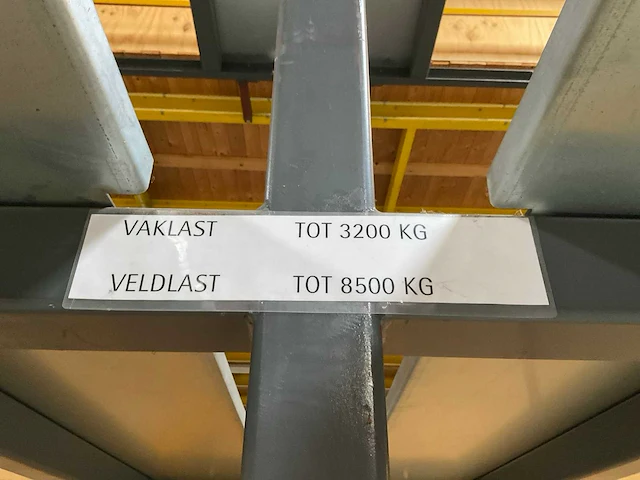 VAKLAST TOT 3200 KG
VELDLAST TOT 8500 KG